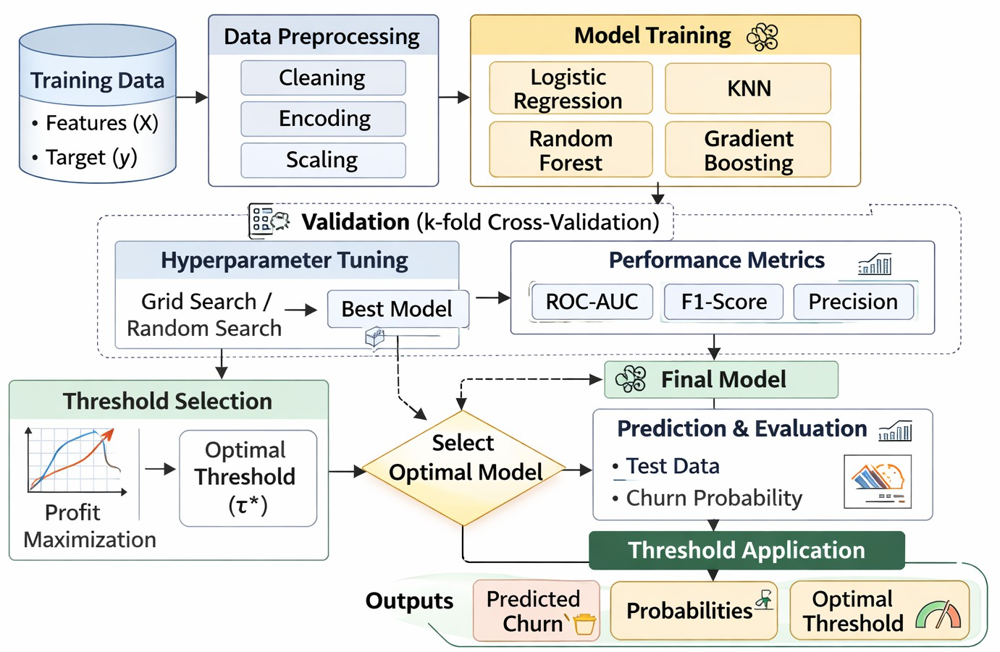 Training Data
• Features (X)
• Target (y)
Data Preprocessing
Cleaning
Encoding
Scaling
Model Training
Logistic
Regression
KNN
Random
Forest
Gradient
Boosting
Validation (k-fold Cross-Validation)
Hyperparameter Tuning
Grid Search /
Random Search
Best Model
Performance Metrics
ROC-AUC
F1-Score
Precision
Threshold Selection
Profit
Maximization
Optimal
Threshold
(τ*)
Select
Optimal Model
Final Model
Prediction & Evaluation
• Test Data
• Churn Probability
Threshold Application
Outputs
Predicted
Churn
Probabilities
Optimal
Threshold